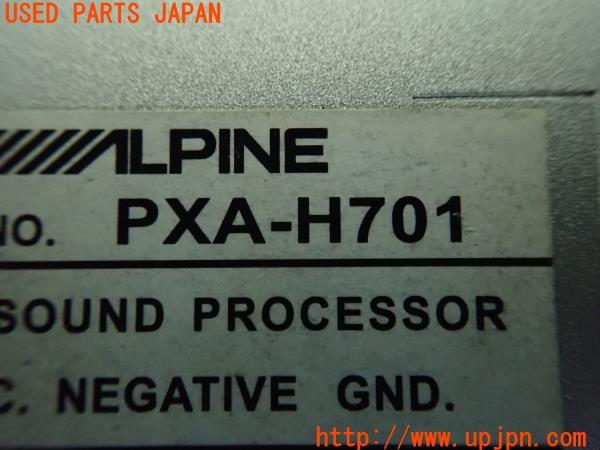 USED PARTS JAPAN
ALPINE
NO. PXA-H701
SOUND PROCESSOR
C. NEGATIVE GND.
http://www.upjpn.com